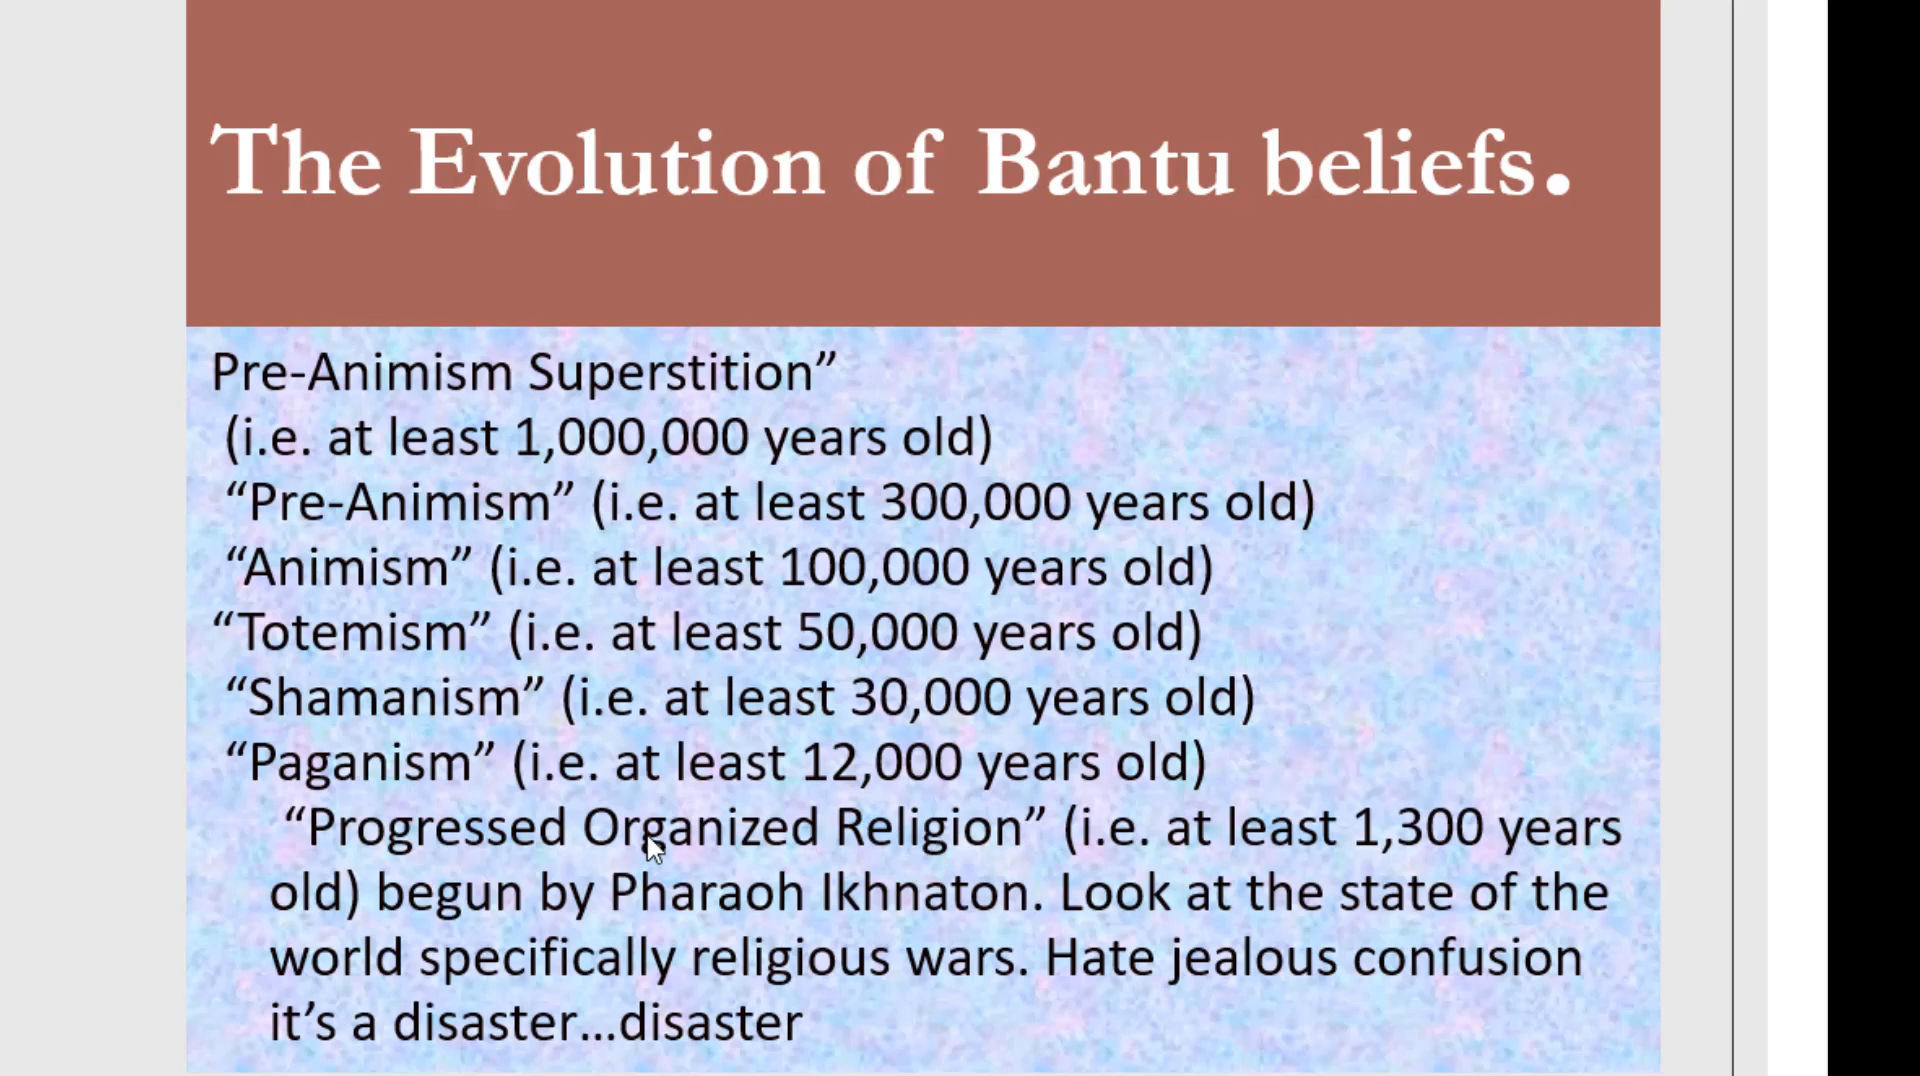 The Evolution of Bantu beliefs.
Pre-Animism Superstition”
(i.e. at least 1,000,000 years old)
“Pre-Animism” (i.e. at least 300,000 years old)
“Animism” (i.e. at least 100,000 years old)
“Totemism” (i.e. at least 50,000 years old)
“Shamanism” (i.e. at least 30,000 years old)
“Paganism” (i.e. at least 12,000 years old)
“Progressed Organized Religion” (i.e. at least 1,300 years
old) begun by Pharaoh Ikhnaton. Look at the state of the
world specifically religious wars. Hate jealous confusion
it’s a disaster...disaster